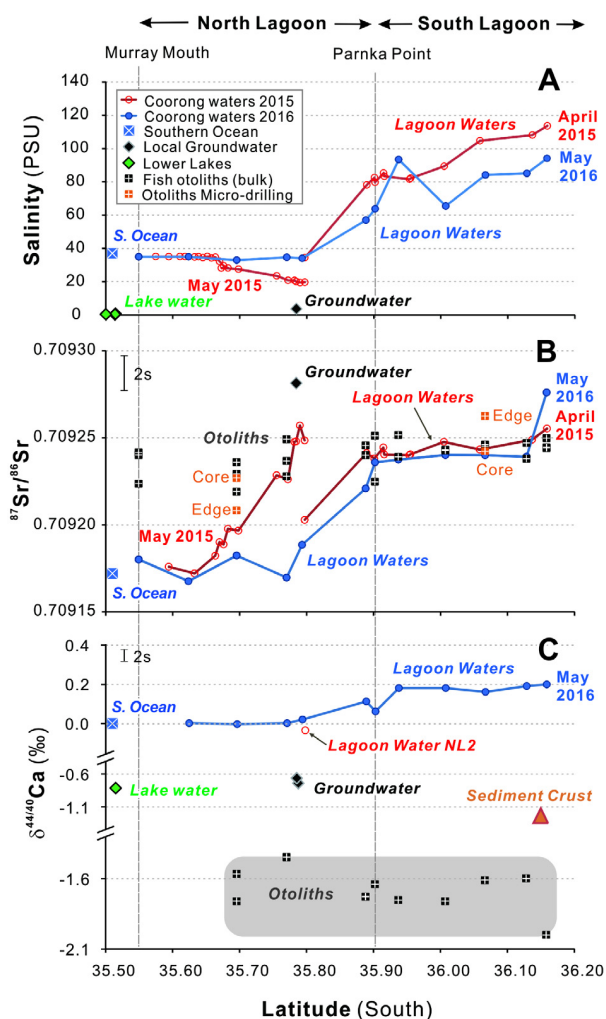 North Lagoon South Lagoon
Murray Mouth Parnka Point
140
120
100
80
60
40
20
0
Salinity (PSU)
A
Coorong waters 2015
Coorong waters 2016
Southern Ocean
Local Groundwater
Lower Lakes
Fish otoliths (bulk)
Otoliths Micro-drilling
Lagoon Waters
April
2015
May
2016
Lagoon Waters
S. Ocean
May 2015
Lake water
Groundwater
0.70930
0.70925
0.70920
0.70915
⁸⁷Sr/⁸⁶Sr
B
2s
Groundwater
Lagoon Waters
May
2016
April
2015
Otoliths
Edge
Core
Core
Edge
May 2015
Lagoon Waters
S. Ocean
0.4
0.2
0.0
-0.6
-1.1
-1.6
-2.1
δ⁴⁴/⁴⁰Ca (‰)
C
2s
Lagoon Waters
May
2016
S. Ocean
Lagoon Water NL2
Lake water
Groundwater
Sediment Crust
Otoliths
35.50 35.60 35.70 35.80 35.90 36.00 36.10 36.20
Latitude (South)